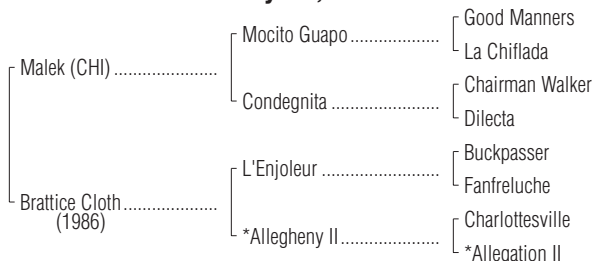 Good Manners
Mocito Guapo....................
La Chiflada
Malek (CHI) .......................
Chairman Walker
Condegnita ........................
Dilecta
Buckpasser
L'Enjoleur ..........................
Fanfreluche
Brattice Cloth.....................
(1986)
Charlottesville
*Allegheny II......................
*Allegation II